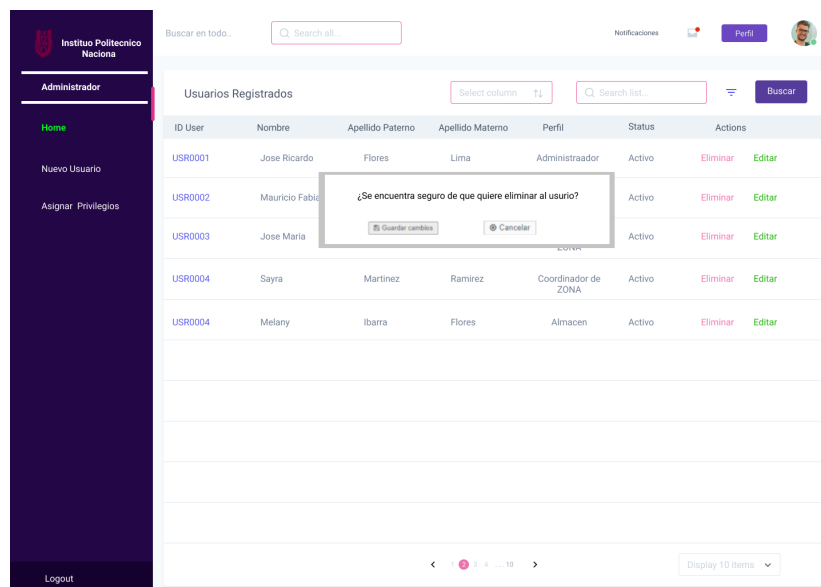 Instituo Politecnico
Naciona
Buscar en todo..
Search all...
Notificaciones
Perfil
Administrador
Home
Nuevo Usuario
Asignar Privilegios
Logout
Usuarios Registrados
Select column
Search list...
Buscar
ID User Nombre Apellido Paterno Apellido Materno Perfil Status Actions
USR0001 Jose Ricardo Flores Lima Administraador Activo Eliminar Editar
¿Se encuentra seguro de que quiere eliminar al usurio?
Guardar cambios Cancelar
USR0002 Mauricio Fabia Activo Eliminar Editar
USR0003 Jose Maria Activo Eliminar Editar
ZONA
USR0004 Sayra Martinez Ramirez Coordinador de Activo Eliminar Editar
ZONA
USR0004 Melany Ibarra Flores Almacen Activo Eliminar Editar
1 2 3 4 ... 10
Display 10 items